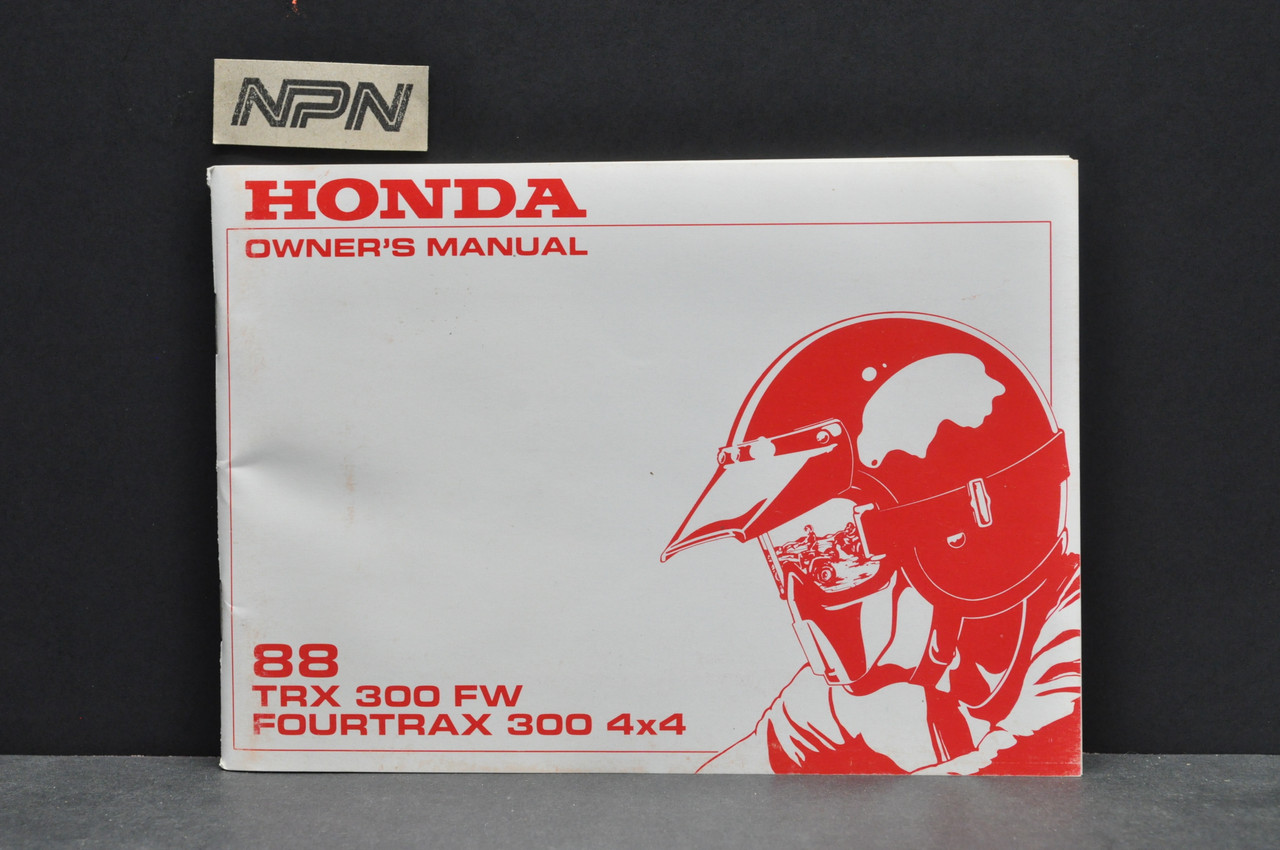 NPN
HONDA
OWNER'S MANUAL
88
TRX 300 FW
FOURTRAX 300 4x4